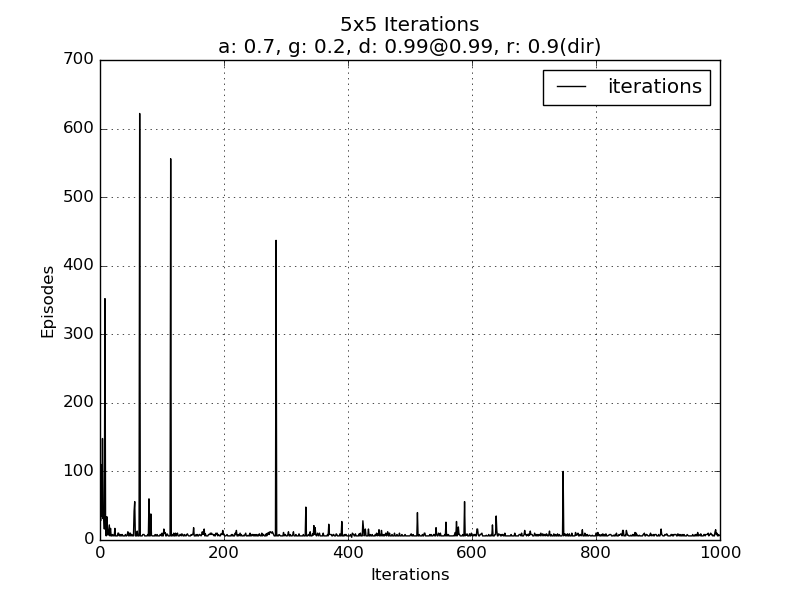 5x5 Iterations
a: 0.7, g: 0.2, d: 0.99@0.99, r: 0.9(dir)
iterations
700
600
500
400
300
200
100
0
Episodes
0 200 400 600 800 1000
Iterations